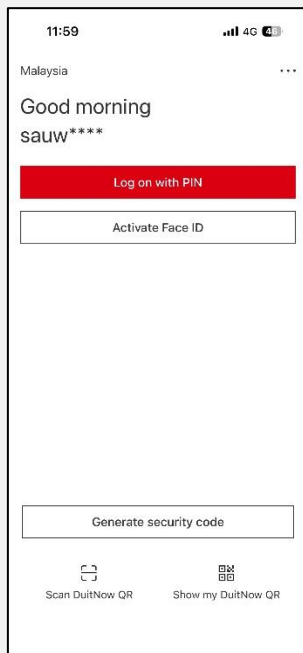 11:59
4G 46
Malaysia
Good morning
sauw****
Log on with PIN
Activate Face ID
Generate security code
Scan DuitNow QR
Show my DuitNow QR